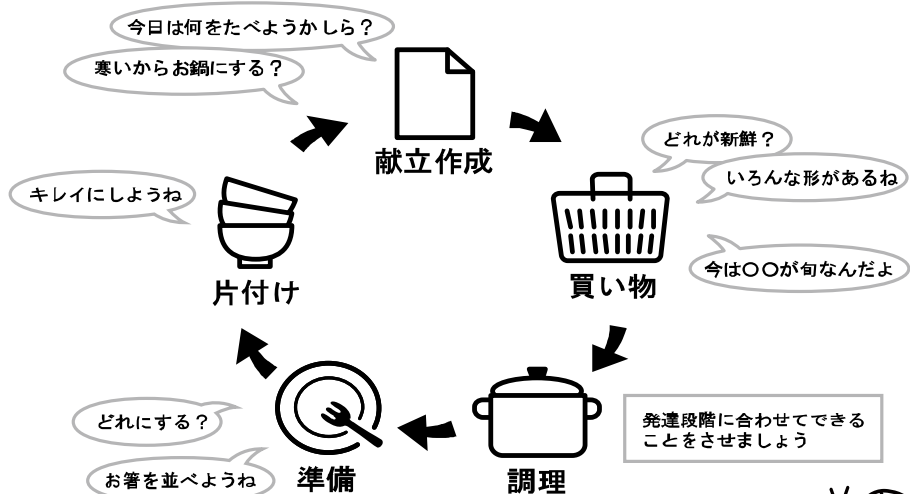 今日は何をたべようかしら？
寒いからお鍋にする？
献立作成
どれが新鮮？
いろんな形があるね
キレイにしようね
今は〇〇が旬なんだよ
買い物
片付け
どれにする？
発達段階に合わせてできる
ことをさせましょう
お箸を並べようね
準備
調理